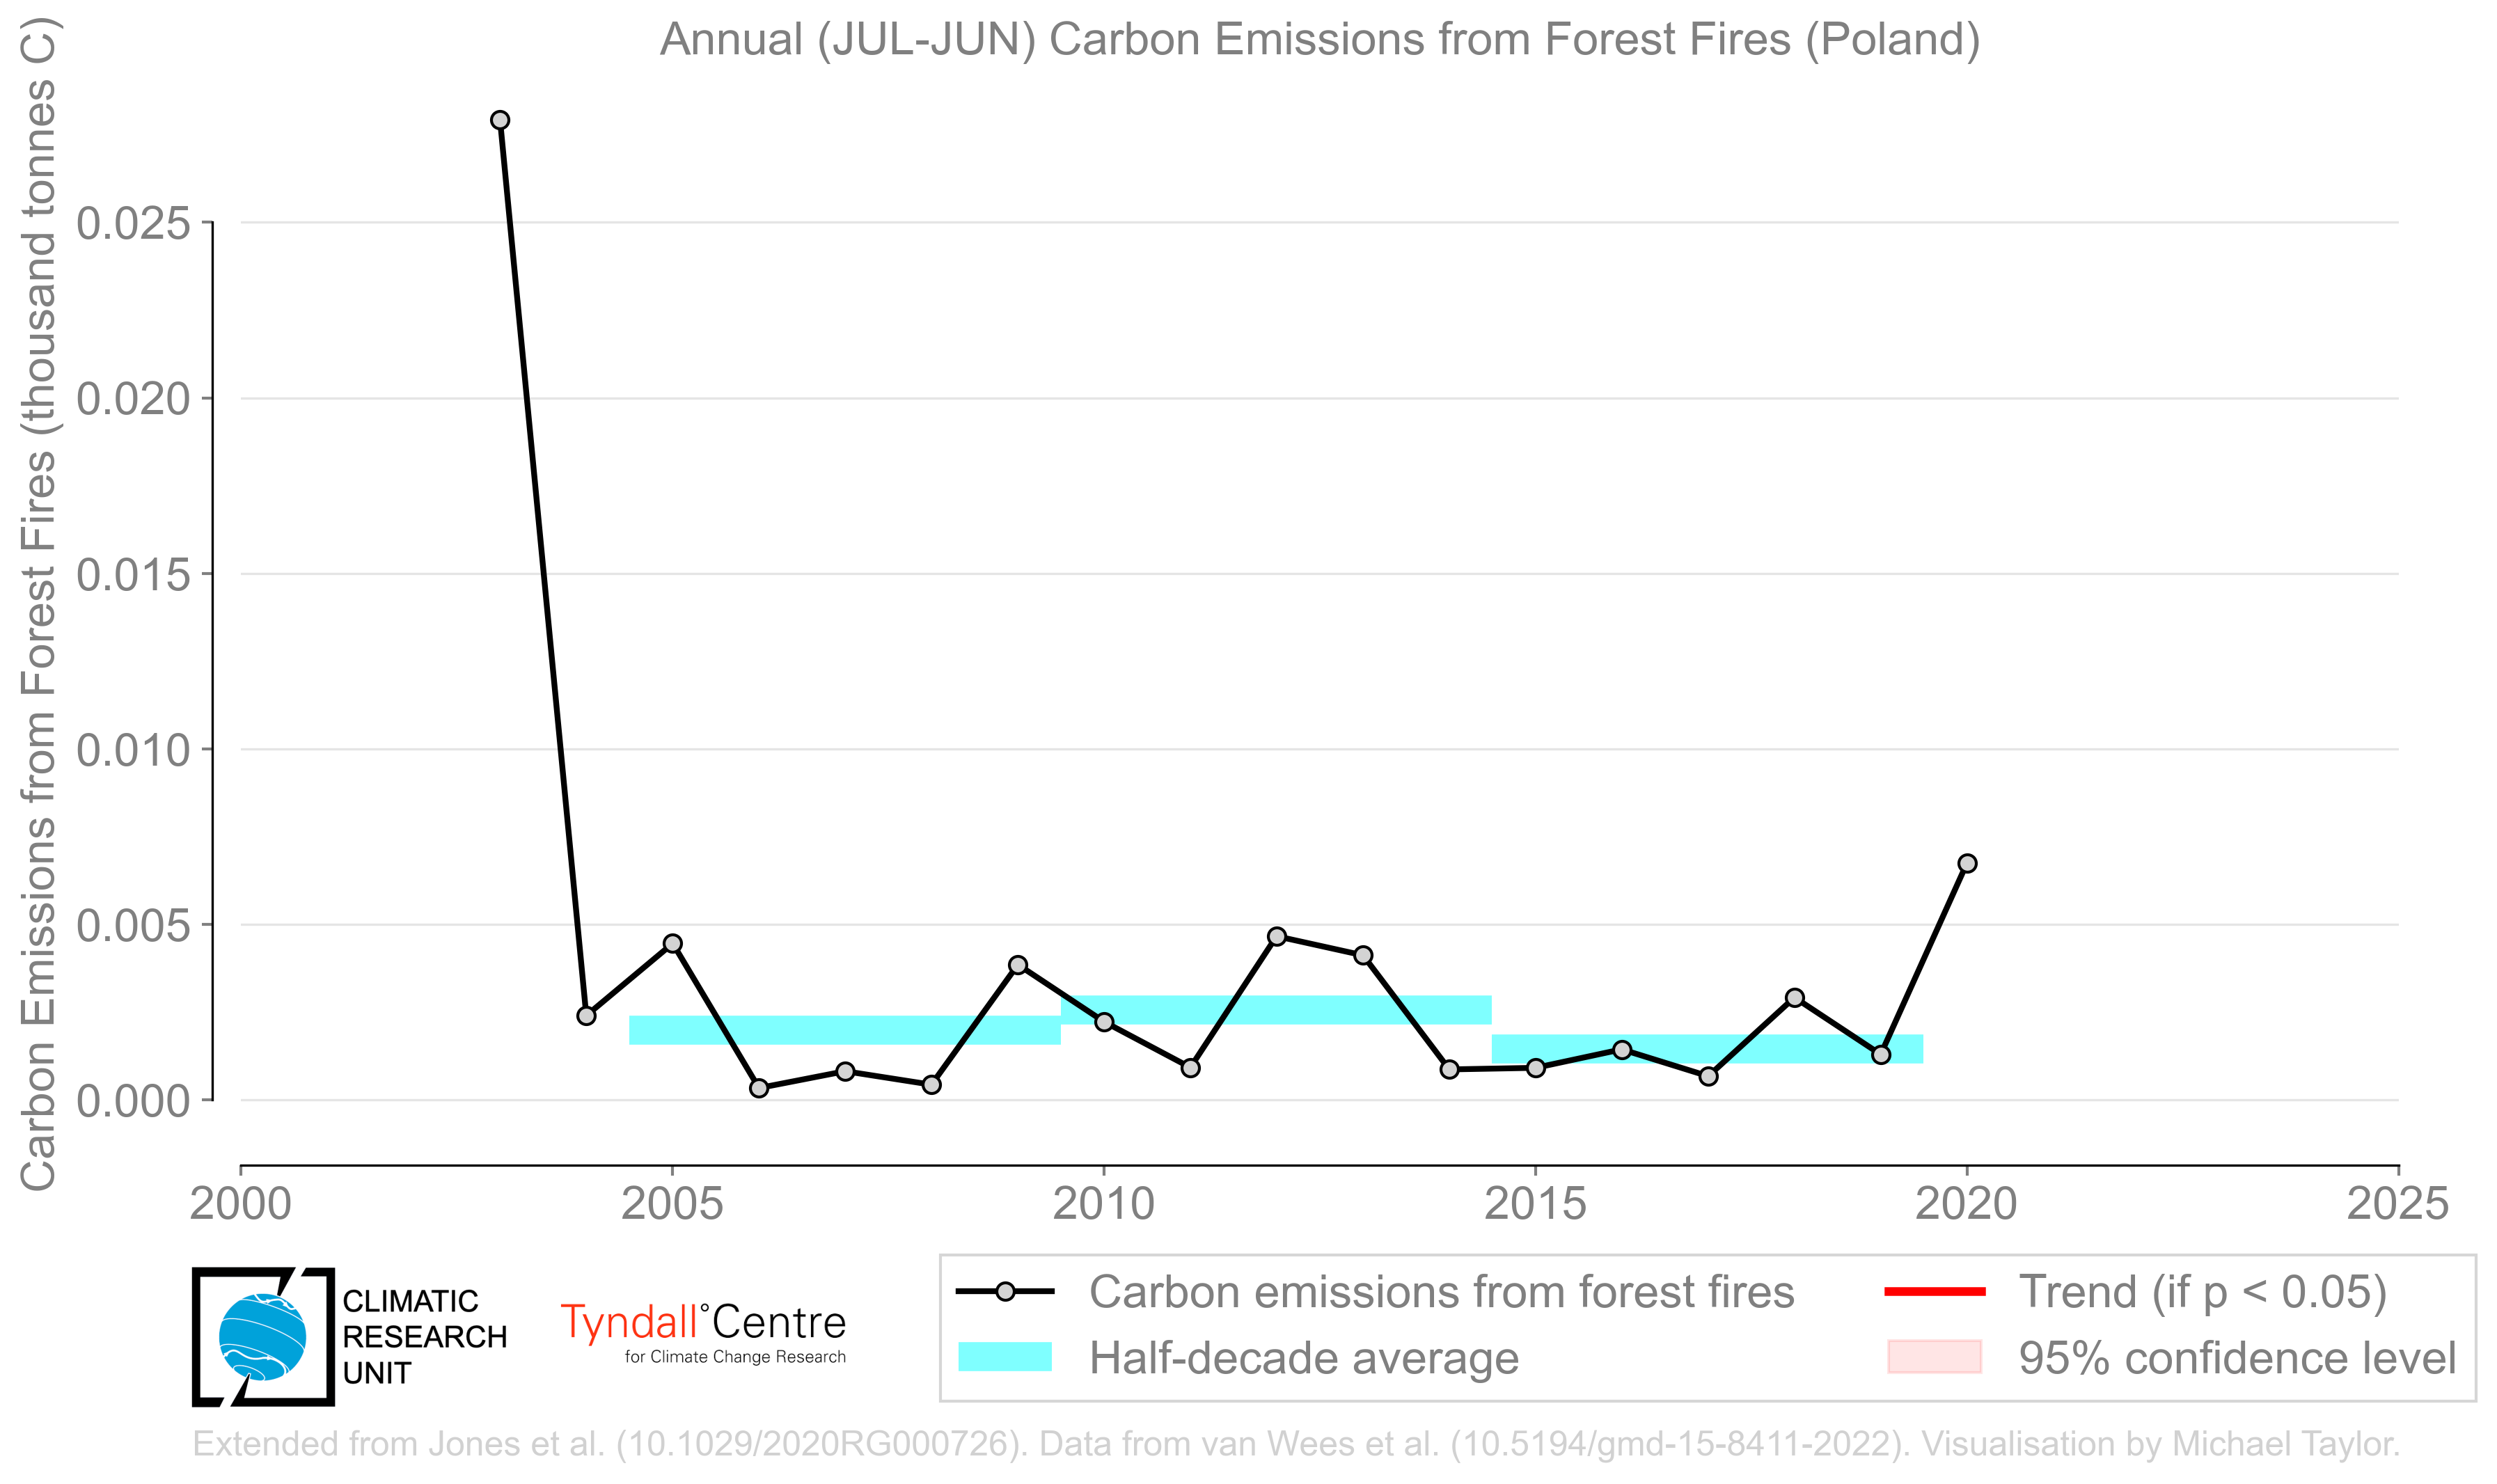 Annual (JUL-JUN) Carbon Emissions from Forest Fires (Poland)
Carbon Emissions from Forest Fires (thousand tonnes C)
0.025
0.020
0.015
0.010
0.005
0.000
2000 2005 2010 2015 2020 2025
CLIMATIC
RESEARCH
UNIT
Tyndall°Centre
for Climate Change Research
Carbon emissions from forest fires
Half-decade average
Trend (if p < 0.05)
95% confidence level
Extended from Jones et al. (10.1029/2020RG000726). Data from van Wees et al. (10.5194/gmd-15-8411-2022). Visualisation by Michael Taylor.